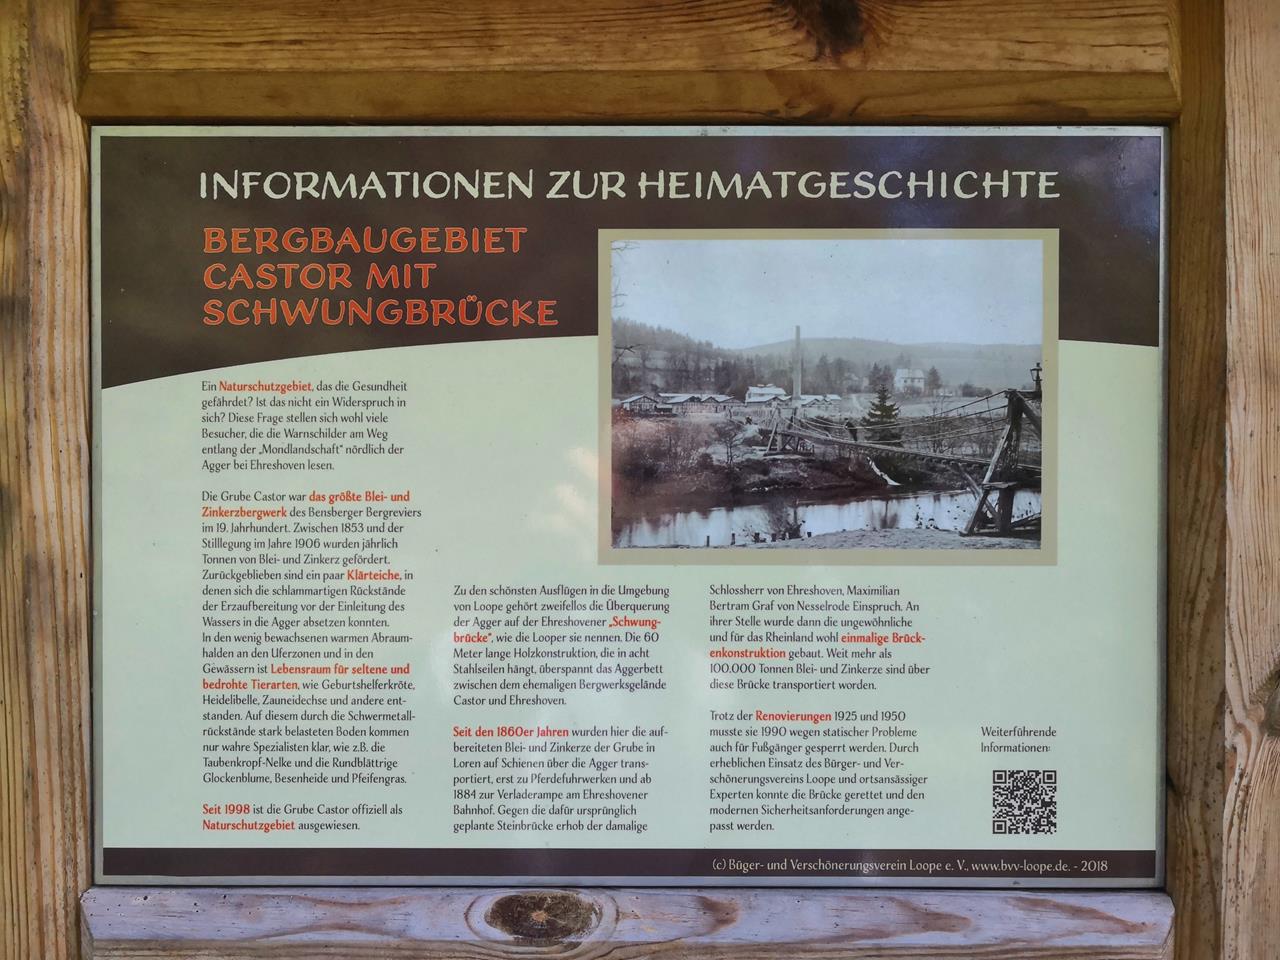 INFORMATIONEN ZUR HEIMATGESCHICHTE
BERGBAUGEBIET
CASTOR MIT
SCHWUNGBRÜCKE
Ein Naturschutzgebiet, das die Gesundheit
gefährdet? Ist das nicht ein Widerspruch in
sich? Diese Frage stellen sich wohl viele
Besucher, die die Warnschilder am Weg
entlang der „Mondlandschaft" nördlich der
Agger bei Ehreshoven lesen.
Die Grube Castor war das größte Blei- und
Zinkerzbergwerk des Bensberger Bergreviers
im 19. Jahrhundert. Zwischen 1853 und der
Stilllegung im Jahre 1906 wurden jährlich
Tonnen von Blei- und Zinkerz gefördert.
Zurückgeblieben sind ein paar Klärteiche, in
denen sich die schlammartigen Rückstände
der Erzaufbereitung vor der Einleitung des
Wassers in die Agger absetzen konnten.
In den wenig bewachsenen warmen Abraum-
halden an den Uferzonen und in den
Gewässern ist Lebensraum für seltene und
bedrohte Tierarten, wie Geburtshelferkröte,
Heidelibelle, Zauneidechse und andere ent-
standen. Auf diesem durch die Schwermetall-
rückstände stark belasteten Boden kommen
nur wahre Spezialisten klar, wie z.B. die
Taubenkropf-Nelke und die Rundblättrige
Glockenblume, Besenheide und Pfeifengras.
Seit 1998 ist die Grube Castor offiziell als
Naturschutzgebiet ausgewiesen.
Zu den schönsten Ausflügen in die Umgebung
von Loope gehört zweifellos die Überquerung
der Agger auf der Ehreshovener „Schwung-
brücke", wie die Looper sie nennen. Die 60
Meter lange Holzkonstruktion, die in acht
Stahlseilen hängt, überspannt das Aggerbett
zwischen dem ehemaligen Bergwerksgelände
Castor und Ehreshoven.
Seit den 1860er Jahren wurden hier die auf-
bereiteten Blei- und Zinkerze der Grube in
Loren auf Schienen über die Agger trans-
portiert, erst zu Pferdefuhrwerken und ab
1884 zur Verladerampe am Ehreshovener
Bahnhof. Gegen die dafür ursprünglich
geplante Steinbrücke erhob der damalige
Schlossherr von Ehreshoven, Maximilian
Bertram Graf von Nesselrode Einspruch. An
ihrer Stelle wurde dann die ungewöhnliche
und für das Rheinland wohl einmalige Brück-
enkonstruktion gebaut. Weit mehr als
100.000 Tonnen Blei- und Zinkerze sind über
diese Brücke transportiert worden.
Trotz der Renovierungen 1925 und 1950
musste sie 1990 wegen statischer Probleme
auch für Fußgänger gesperrt werden. Durch
erheblichen Einsatz des Bürger- und Ver-
schönerungsvereins Loope und ortsansässiger
Experten konnte die Brücke gerettet und den
modernen Sicherheitsanforderungen ange-
passt werden.
Weiterführende
Informationen:
(c) Büger- und Verschönerungsverein Loope e. V., www.bvv-loope.de. - 2018